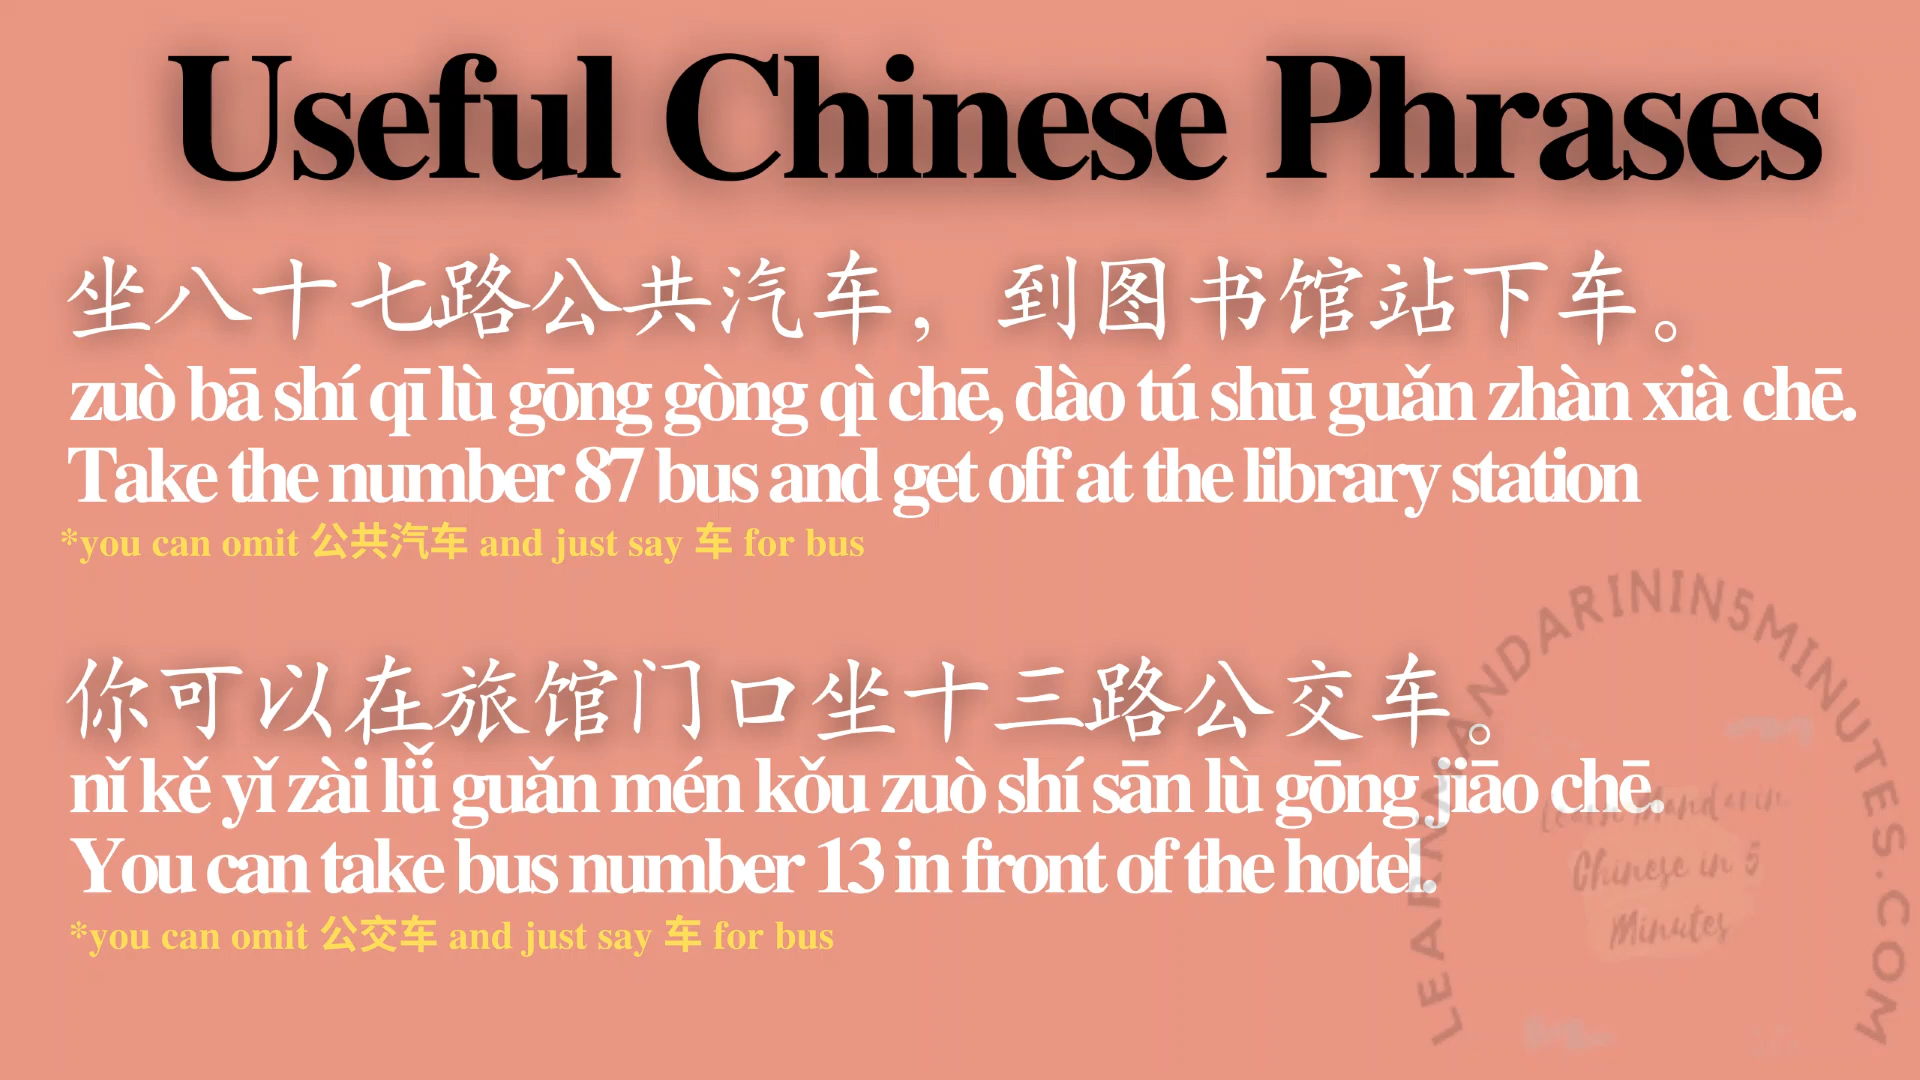 Useful Chinese Phrases
坐八十七路公共汽车，到图书馆站下车。
zuò bā shí qī lù gōng gòng qì chē, dào tú shū guǎn zhàn xià chē.
Take the number 87 bus and get off at the library station
*you can omit 公共汽车 and just say 车 for bus
你可以在旅馆门口坐十三路公交车。
nǐ kě yǐ zài lǚ guǎn mén kǒu zuò shí sān lù gōng jiāo chē.
You can take bus number 13 in front of the hotel.
*you can omit 公交车 and just say 车 for bus
LEARNMANDARININ5MINUTES.COM
Learn Mandarin
Chinese in 5
Minutes